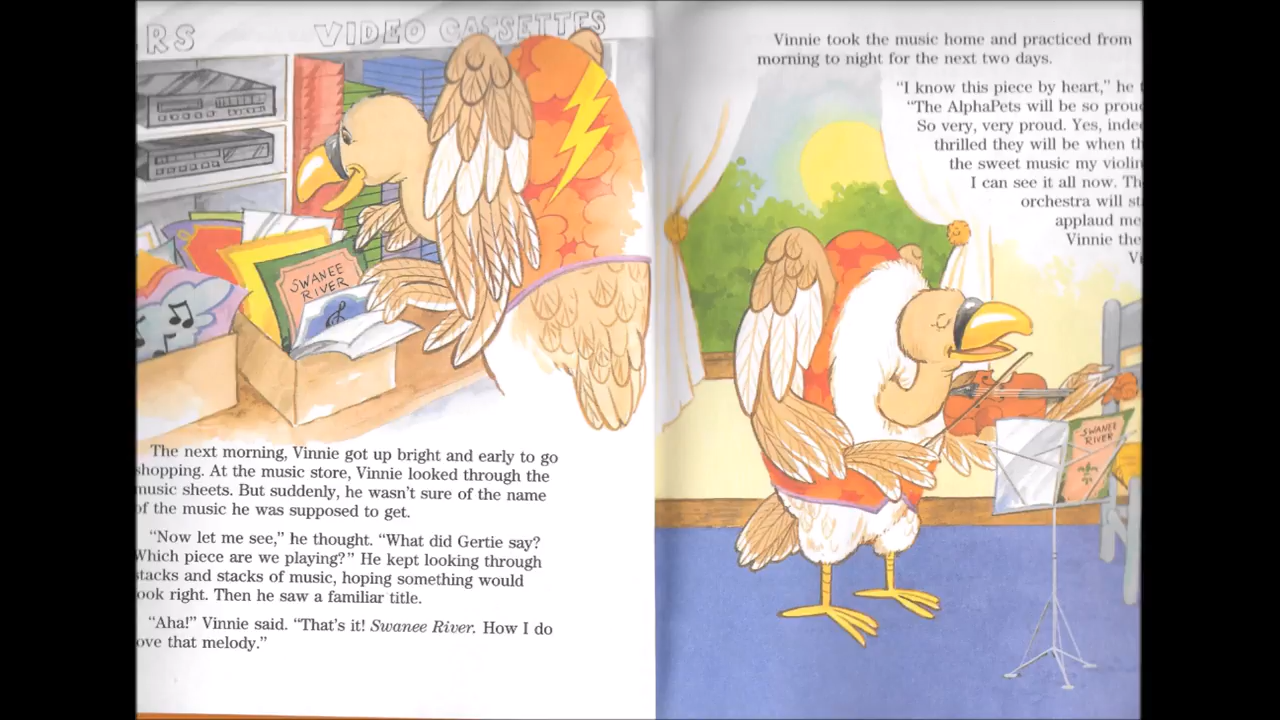 RS
VIDEO CASSETTES
SWANEE
RIVER
The next morning, Vinnie got up bright and early to go
shopping. At the music store, Vinnie looked through the
music sheets. But suddenly, he wasn't sure of the name
of the music he was supposed to get.
"Now let me see," he thought. "What did Gertie say?
Which piece are we playing?" He kept looking through
stacks and stacks of music, hoping something would
ook right. Then he saw a familiar title.
"Aha!" Vinnie said. "That's it! Swanee River. How I do
ove that melody."
Vinnie took the music home and practiced from
morning to night for the next two days.
"I know this piece by heart," he
"The AlphaPets will be so prou
So very, very proud. Yes, inde
thrilled they will be when th
the sweet music my violin
I can see it all now. Th
orchestra will st
applaud me
Vinnie the
V
SWANEE
RIVER